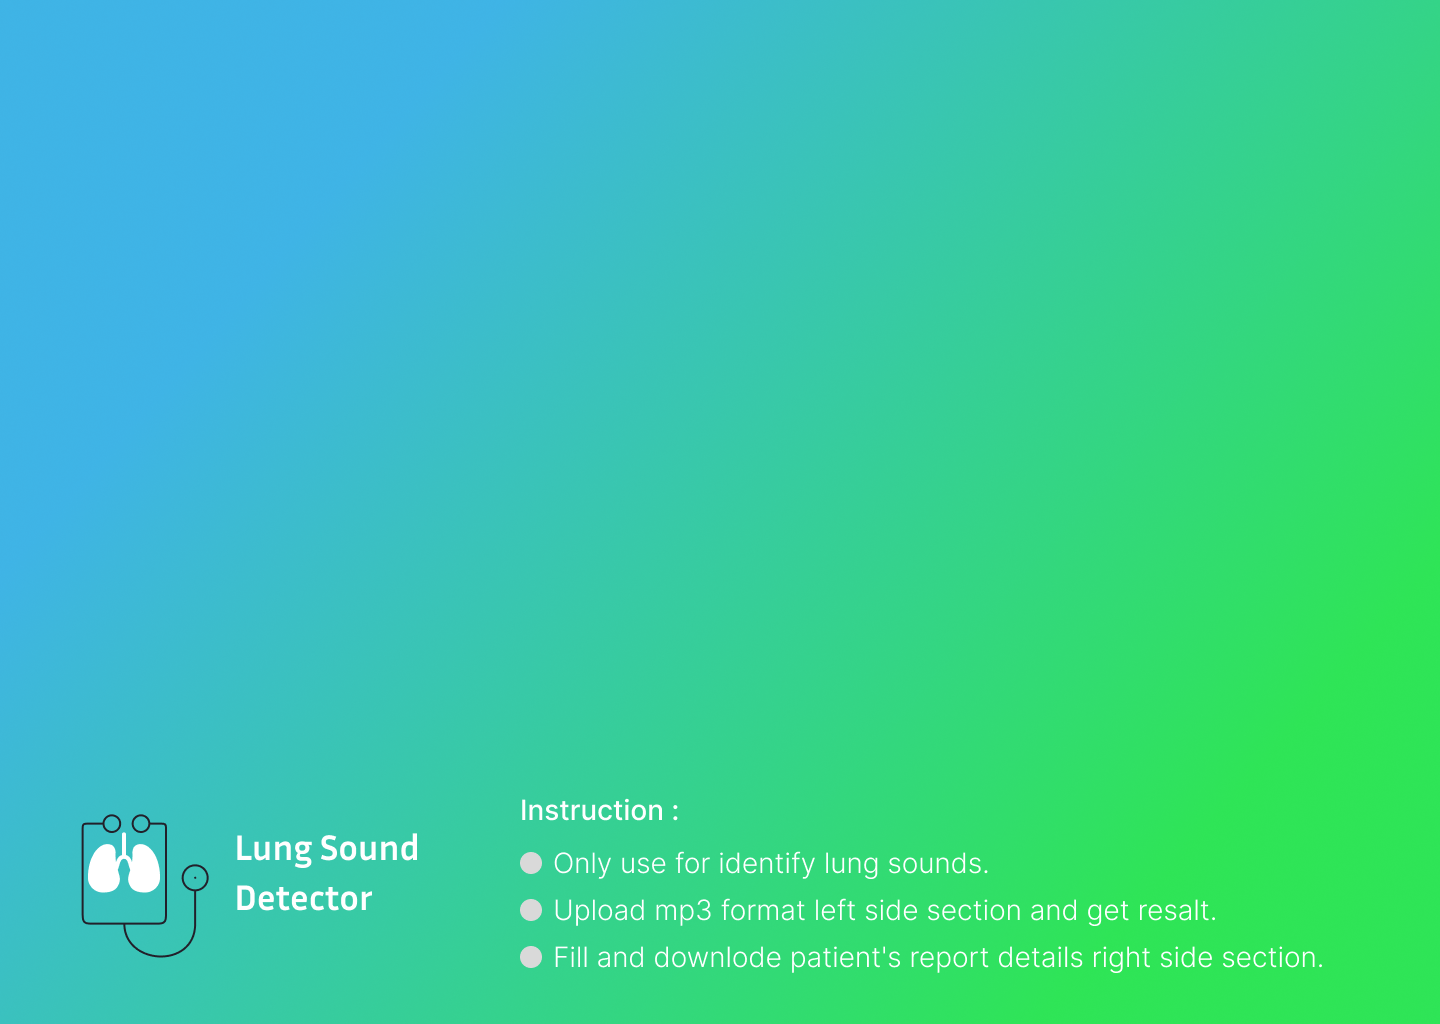 Lung Sound
Detector
Instruction :
Only use for identify lung sounds.
Upload mp3 format left side section and get resalt.
Fill and downlode patient's report details right side section.